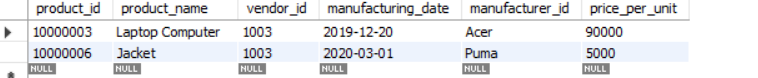 product_id product_name vendor_id manufacturing_date manufacturer_id price_per_unit
10000003 Laptop Computer 1003 2019-12-20 Acer 90000
10000006 Jacket 1003 2020-03-01 Puma 5000
NULL NULL NULL NULL NULL NULL